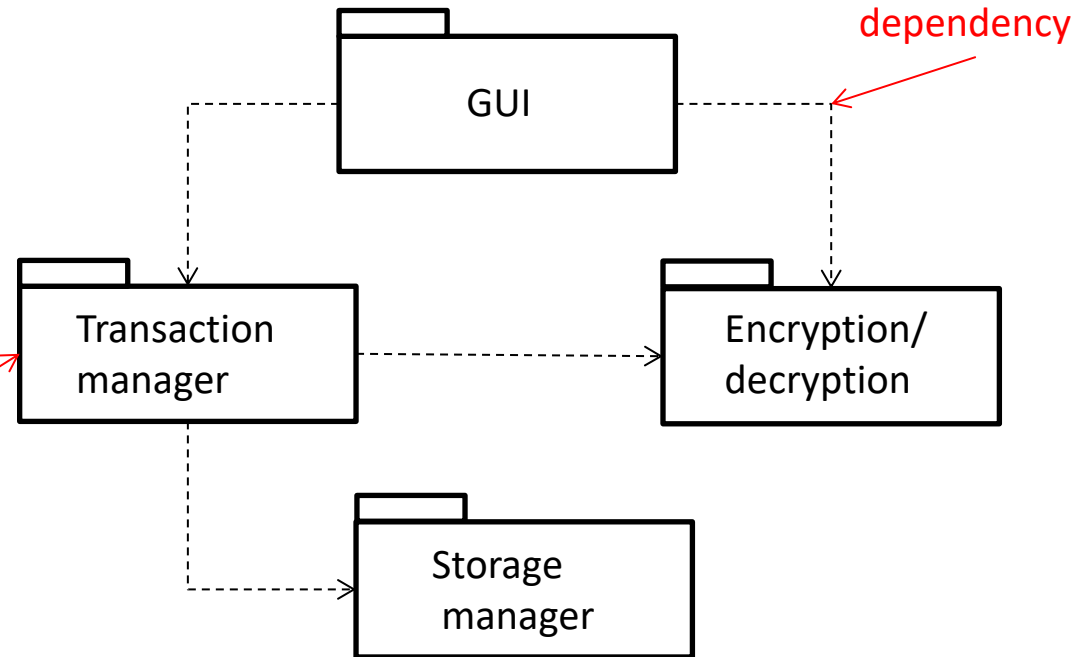 dependency
GUI
Transaction
manager
Encryption/
decryption
Storage
manager